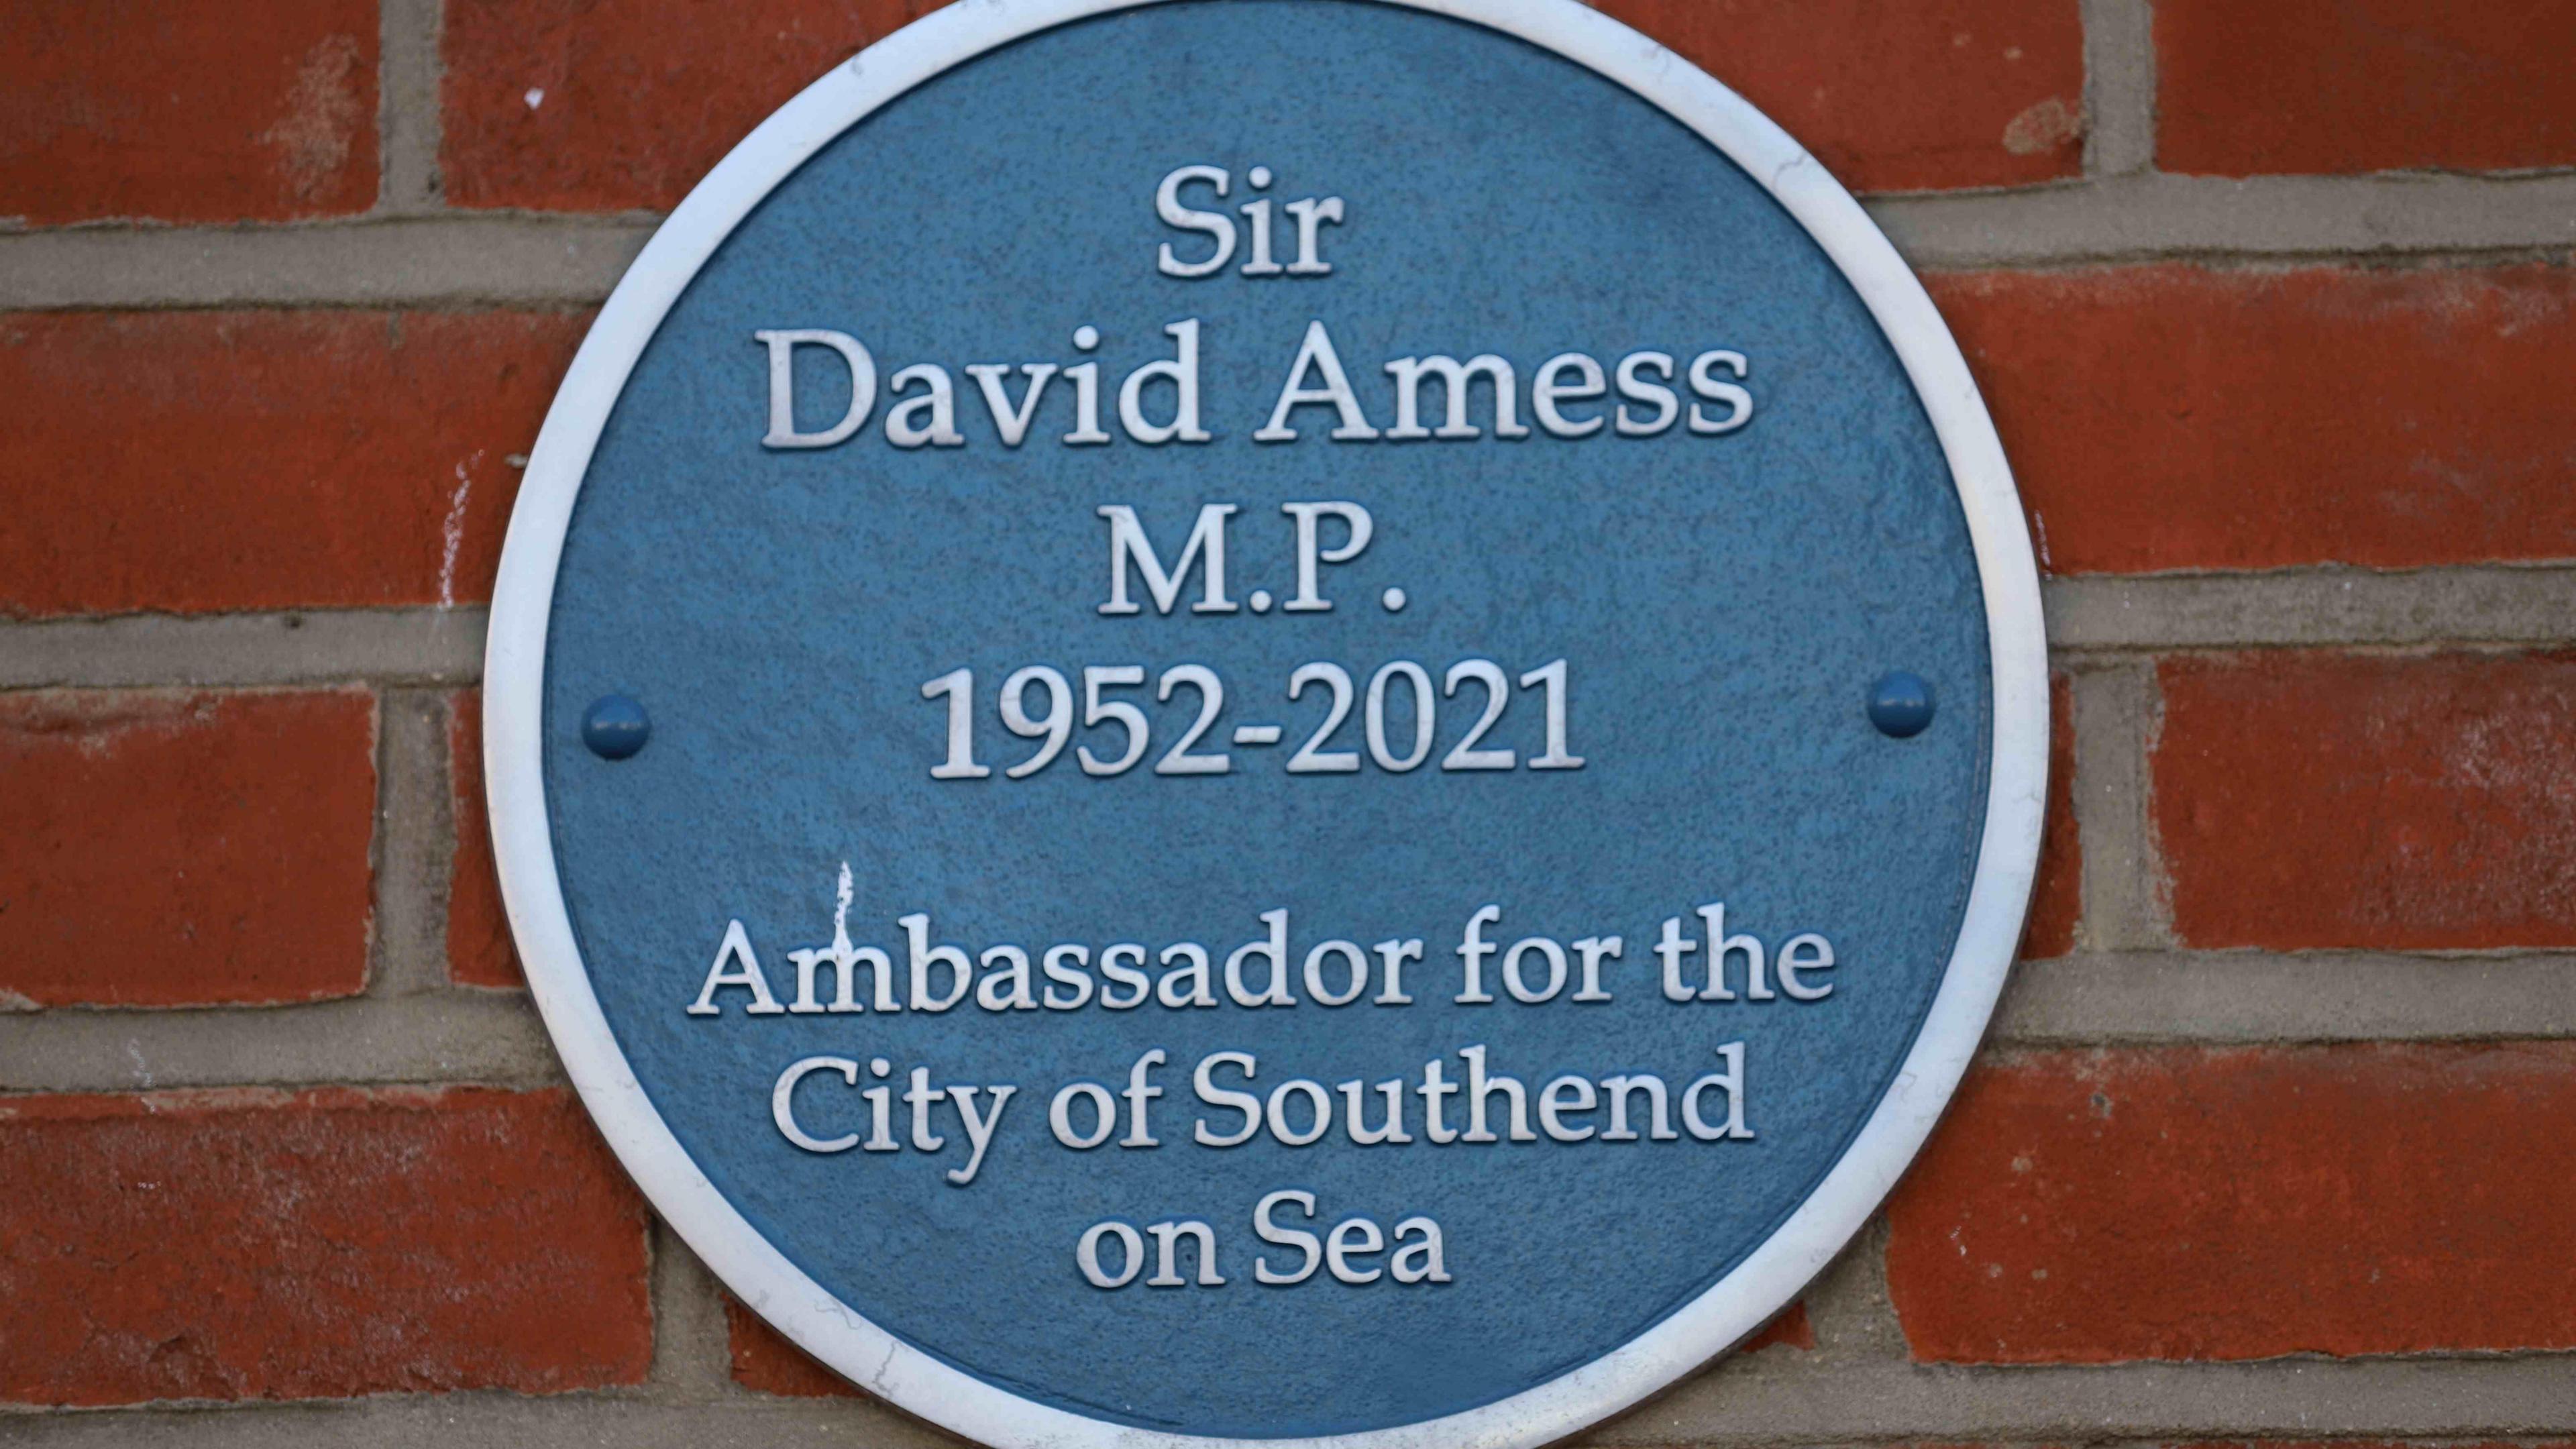 Sir
David Amess
M.P.
1952-2021
Ambassador for the
City of Southend
on Sea